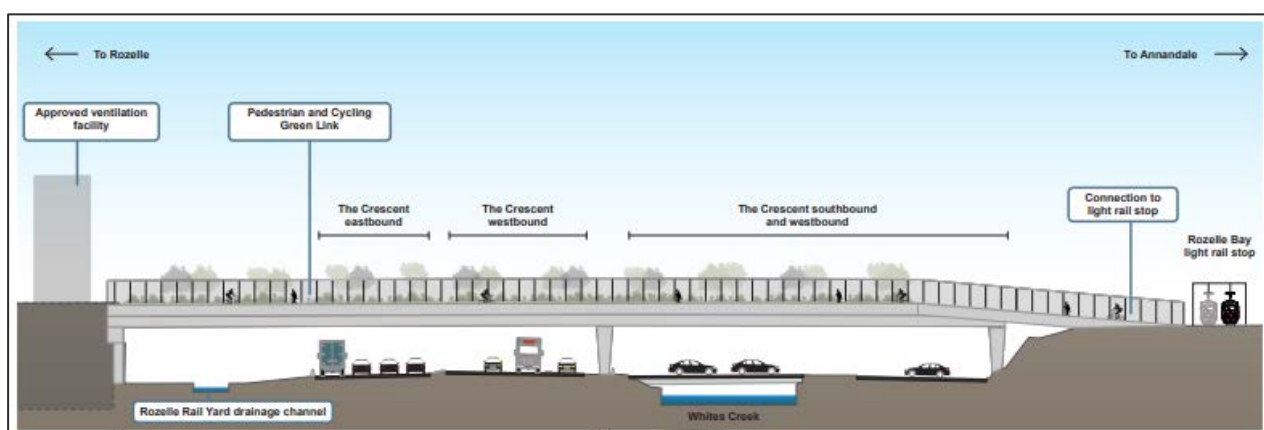 To Rozelle
To Annandale
Approved ventilation
facility
Pedestrian and Cycling
Green Link
The Crescent
eastbound
The Crescent
westbound
The Crescent southbound
and westbound
Connection to
light rail stop
Rozelle Bay
light rail stop
Rozelle Rail Yard drainage channel
Whites Creek